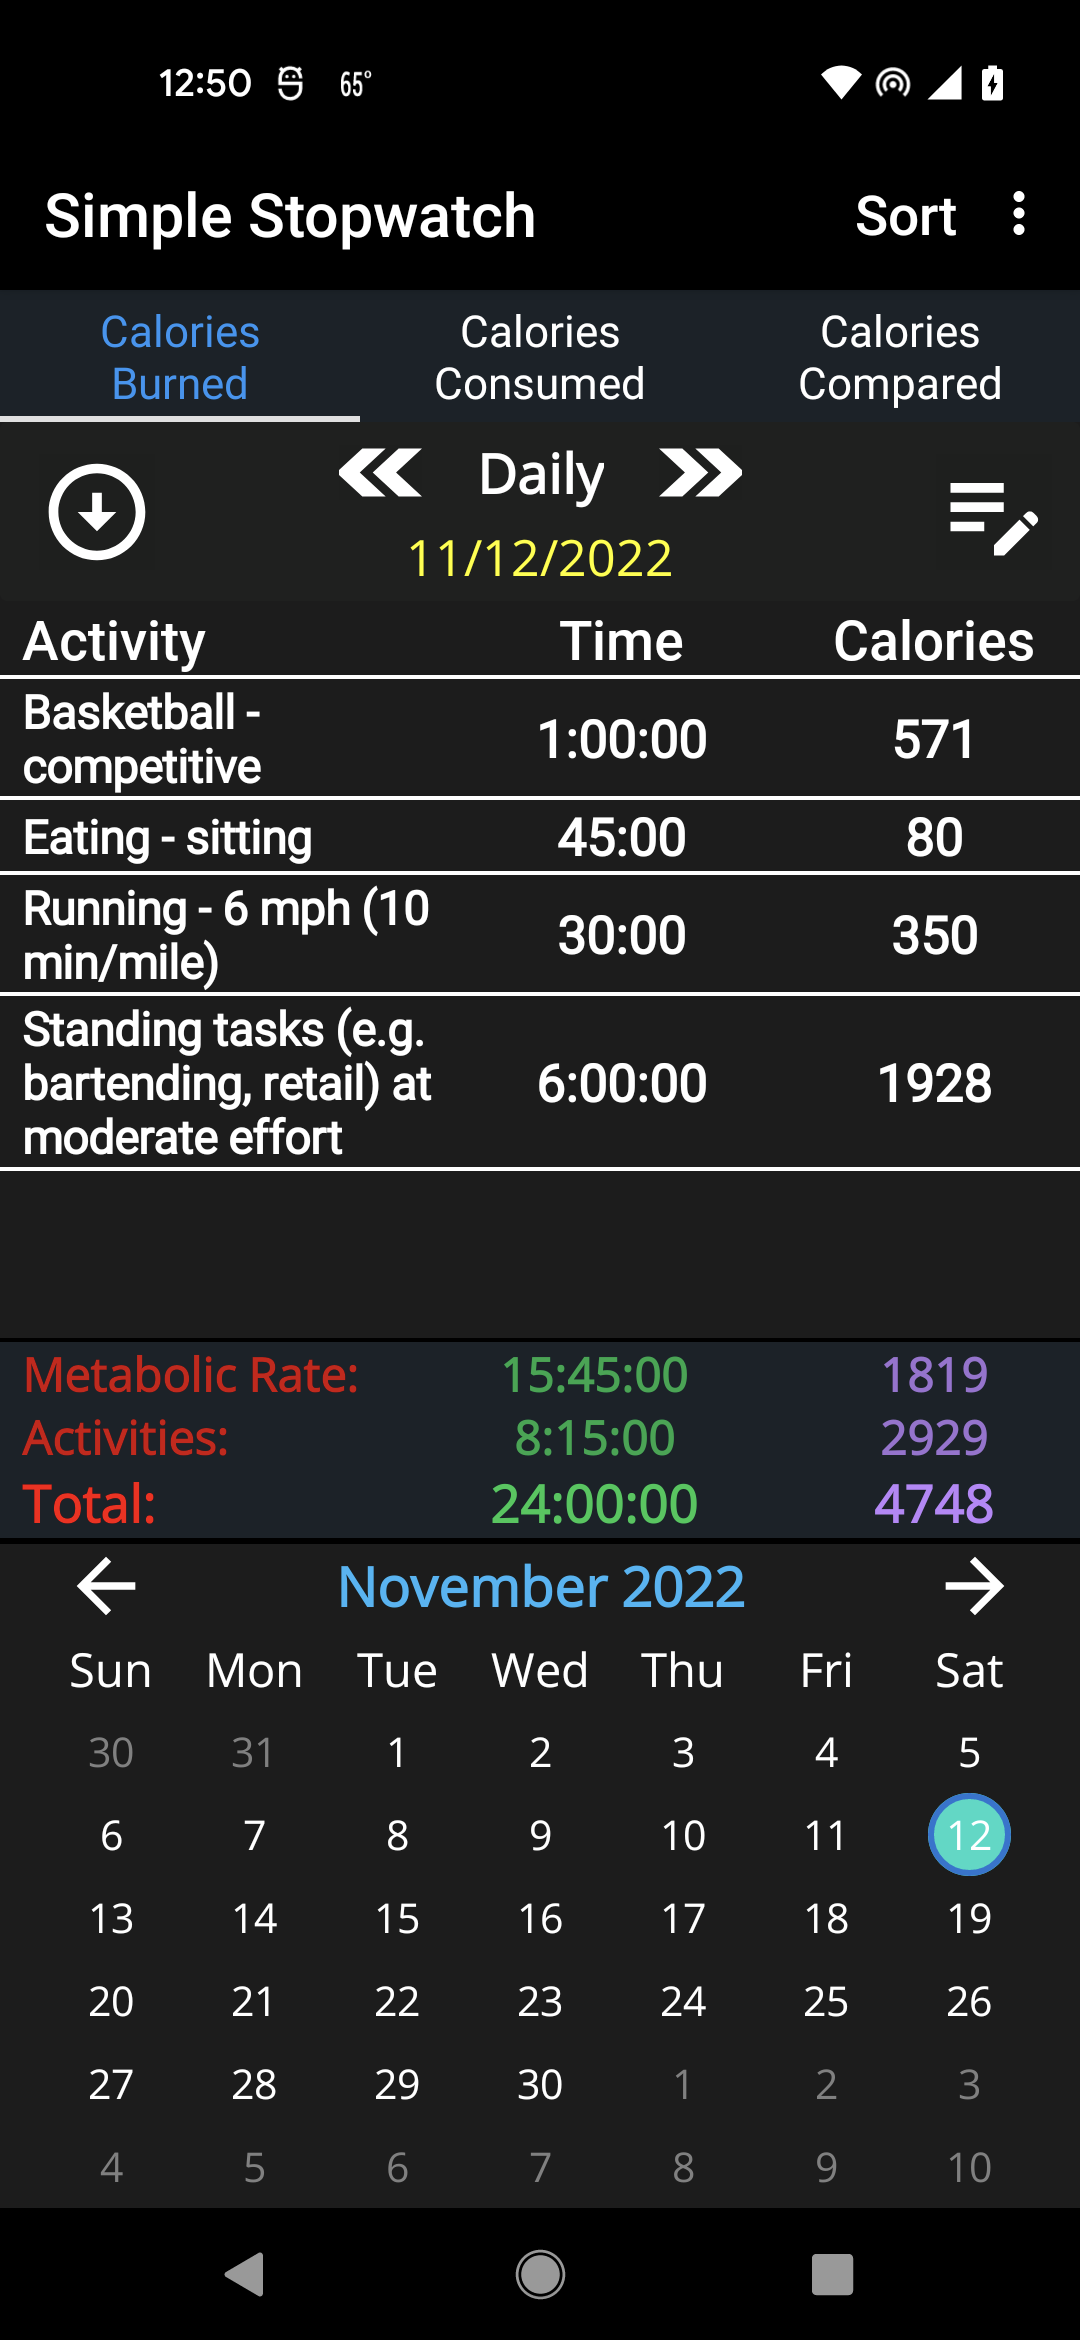 12:50 65°
Simple Stopwatch Sort
Calories Burned Calories Consumed Calories Compared
Daily
11/12/2022
Activity Time Calories
Basketball - competitive 1:00:00 571
Eating - sitting 45:00 80
Running - 6 mph (10 min/mile) 30:00 350
Standing tasks (e.g. bartending, retail) at moderate effort 6:00:00 1928
Metabolic Rate: 15:45:00 1819
Activities: 8:15:00 2929
Total: 24:00:00 4748
November 2022
Sun Mon Tue Wed Thu Fri Sat
30 31 1 2 3 4 5
6 7 8 9 10 11 12
13 14 15 16 17 18 19
20 21 22 23 24 25 26
27 28 29 30 1 2 3
4 5 6 7 8 9 10